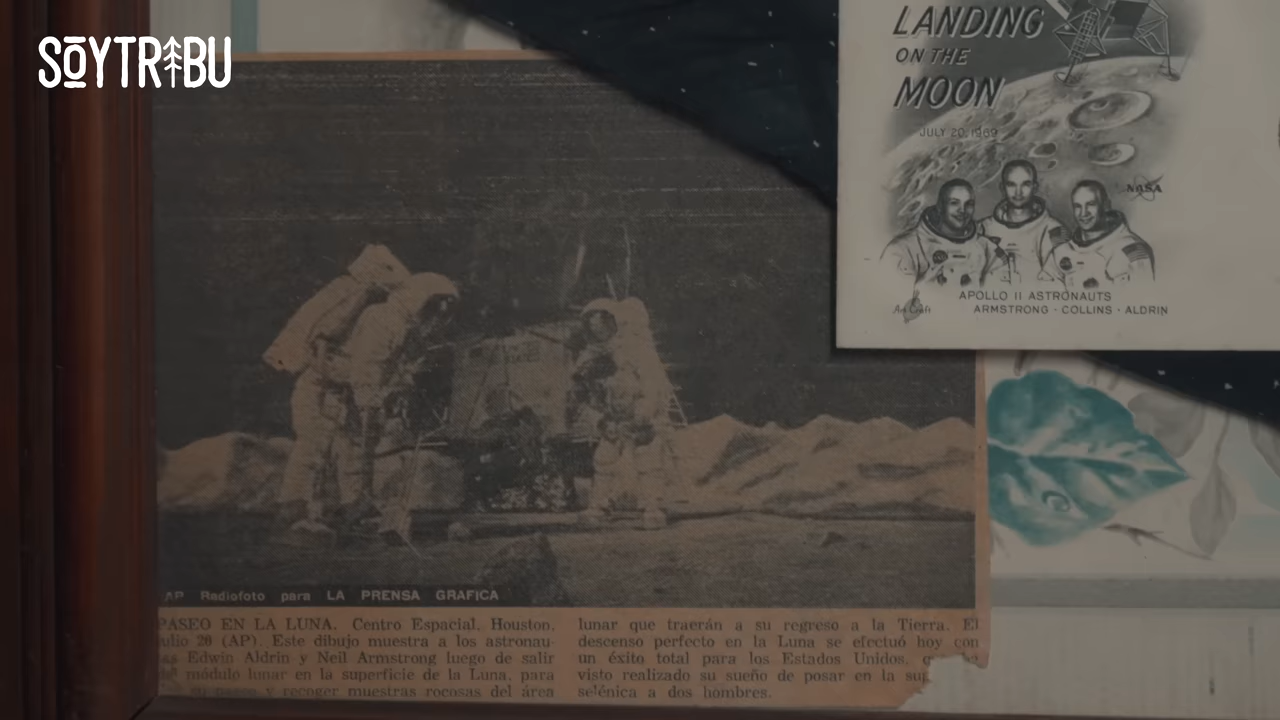 SOYTRIBU
LANDING
ON THE
MOON
JULY 20, 1969
NASA
APOLLO 11 ASTRONAUTS
ARMSTRONG · COLLINS · ALDRIN
AP Radiofoto para LA PRENSA GRAFICA
PASEO EN LA LUNA. Centro Espacial, Houston,
julio 20 (AP). Este dibujo muestra a los astronau-
tas Edwin Aldrin y Neil Armstrong luego de salir
del módulo lunar en la superficie de la Luna, para
su paseo y recoger muestras rocosas del área
lunar que traerán a su regreso a la Tierra. El
descenso perfecto en la Luna se efectuó hoy con
un éxito total para los Estados Unidos,
visto realizado su sueño de posar en la
selénica a dos hombres.